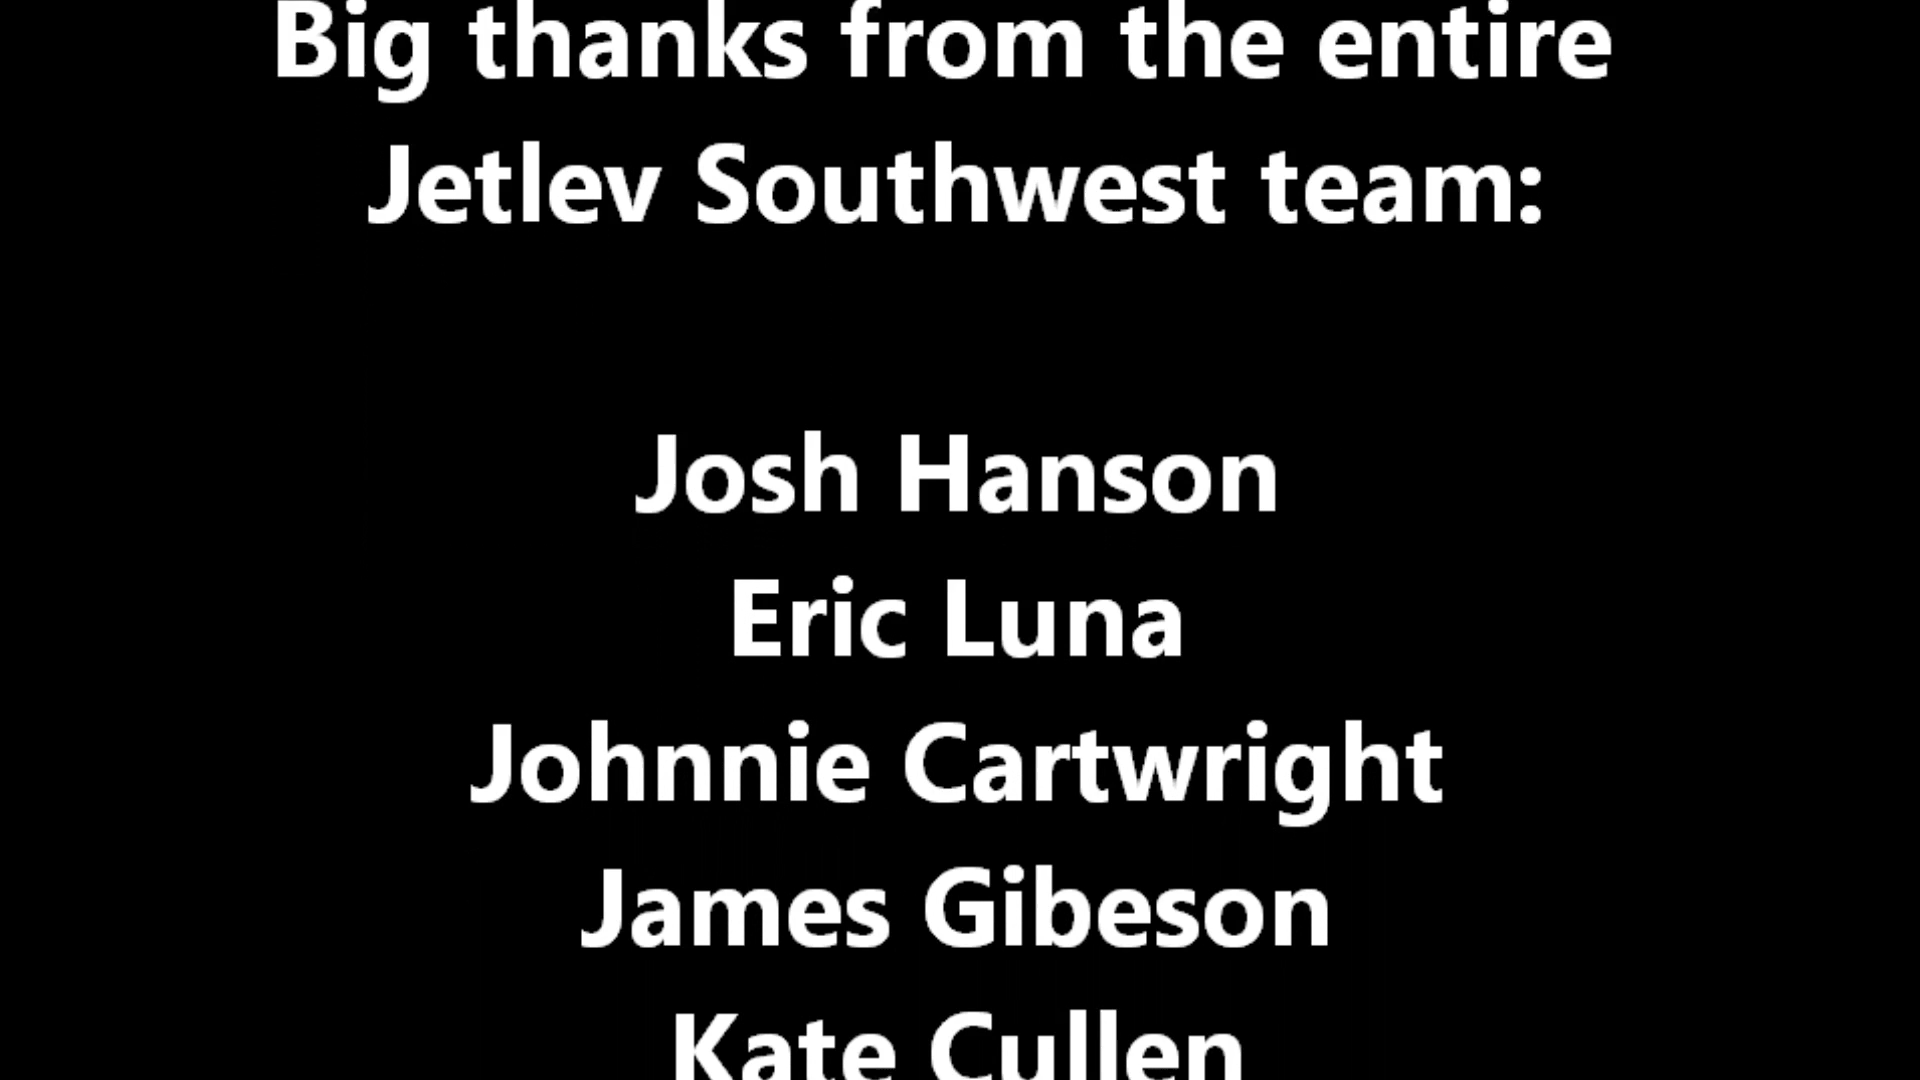 Big thanks from the entire
Jetlev Southwest team:
Josh Hanson
Eric Luna
Johnnie Cartwright
James Gibeson
Kate Cullen